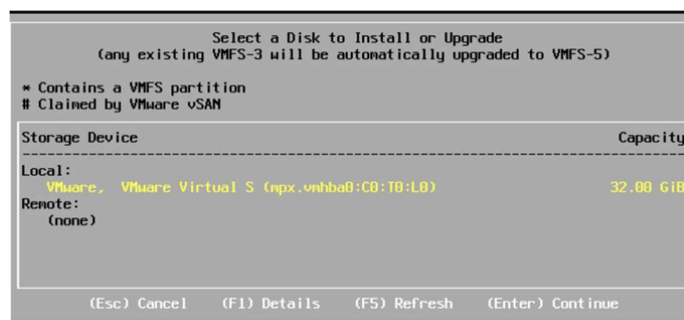 Select a Disk to Install or Upgrade
(any existing VMFS-3 will be automatically upgraded to VMFS-5)
* Contains a VMFS partition
# Claimed by VMware vSAN
Storage Device Capacity
Local:
VMware, VMware Virtual S (mpx.vmhba0:C0:T0:L0) 32.00 GiB
Remote:
(none)
(Esc) Cancel (F1) Details (F5) Refresh (Enter) Continue